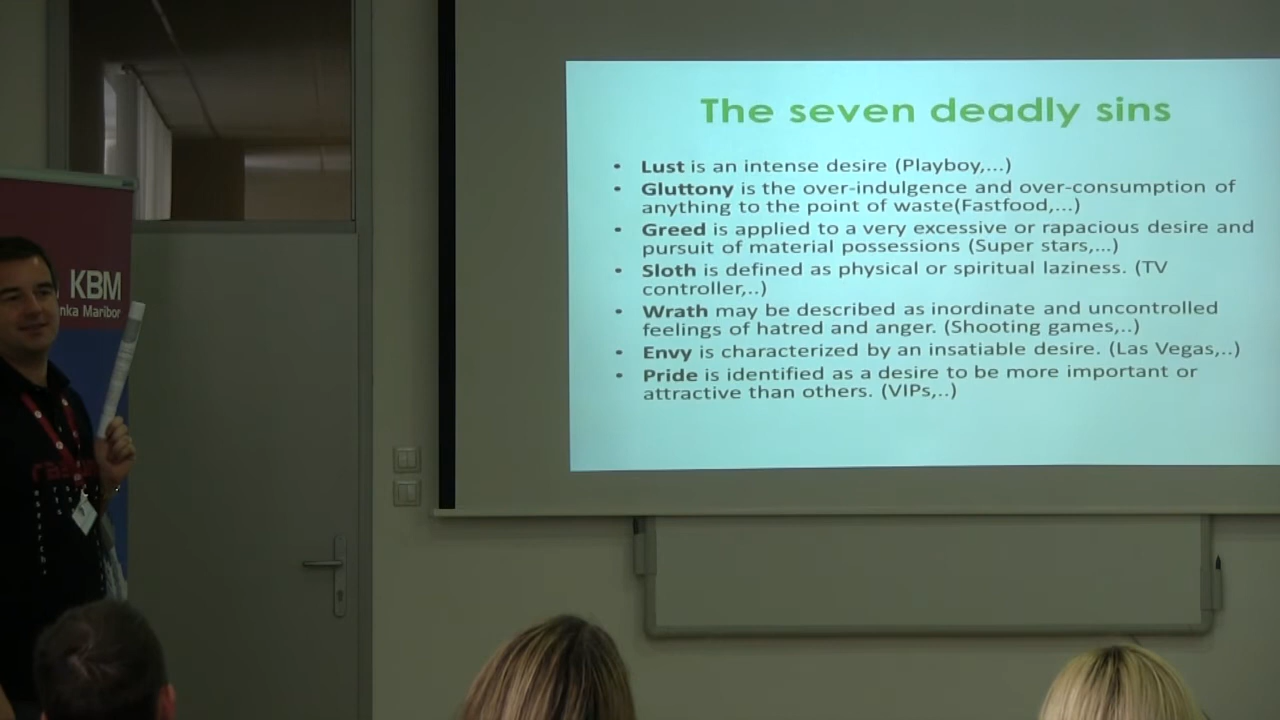 The seven deadly sins
• Lust is an intense desire (Playboy,...)
• Gluttony is the over-indulgence and over-consumption of
anything to the point of waste(Fastfood,...)
• Greed is applied to a very excessive or rapacious desire and
pursuit of material possessions (Super stars,...)
• Sloth is defined as physical or spiritual laziness. (TV
controller,..)
• Wrath may be described as inordinate and uncontrolled
feelings of hatred and anger. (Shooting games,..)
• Envy is characterized by an insatiable desire. (Las Vegas,..)
• Pride is identified as a desire to be more important or
attractive than others. (VIPs,..)
KBM
nka Maribor